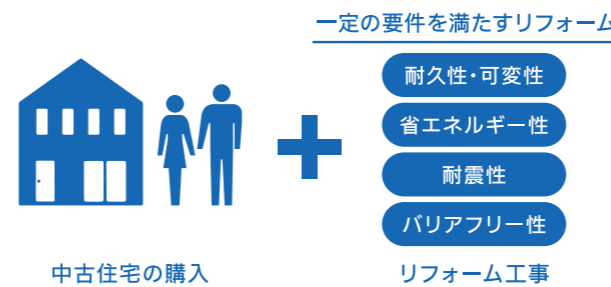 一定の要件を満たすリフォーム
耐久性・可変性
省エネルギー性
耐震性
バリアフリー性
中古住宅の購入
リフォーム工事